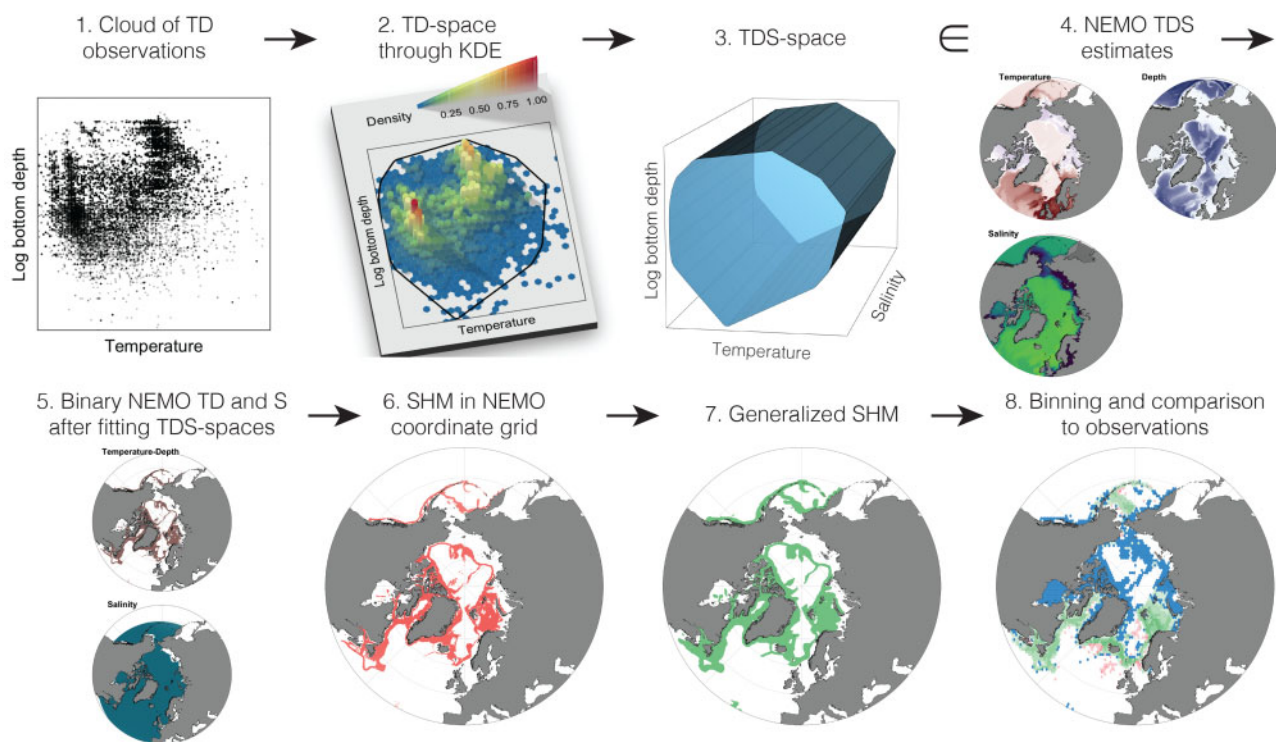 1. Cloud of TD
observations
2. TD-space
through KDE
3. TDS-space
∈
4. NEMO TDS
estimates
Log bottom depth
Temperature
Density
0.25 0.50 0.75 1.00
Log bottom depth
Temperature
Log bottom depth
Temperature
Salinity
Temperature
Depth
Salinity
5. Binary NEMO TD and S
after fitting TDS-spaces
6. SHM in NEMO
coordinate grid
7. Generalized SHM
8. Binning and comparison
to observations
Temperature-Depth
Salinity